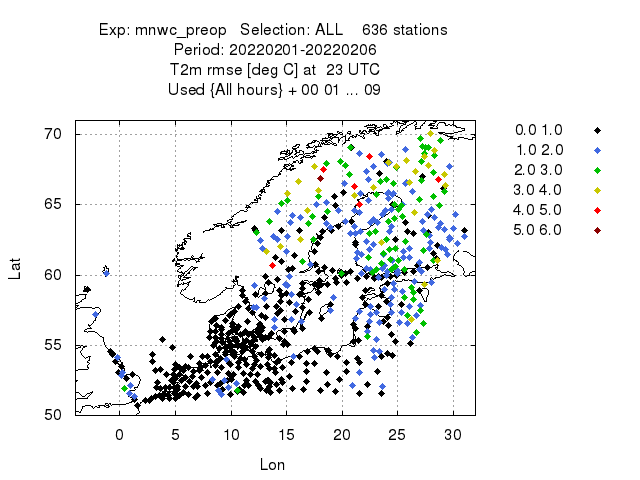 Exp: mnwc_preop Selection: ALL 636 stations
Period: 20220201-20220206
T2m rmse [deg C] at 23 UTC
Used {All hours} + 00 01 ... 09
0.0 1.0
1.0 2.0
2.0 3.0
3.0 4.0
4.0 5.0
5.0 6.0
70
65
60
55
50
Lat
0 5 10 15 20 25 30
Lon